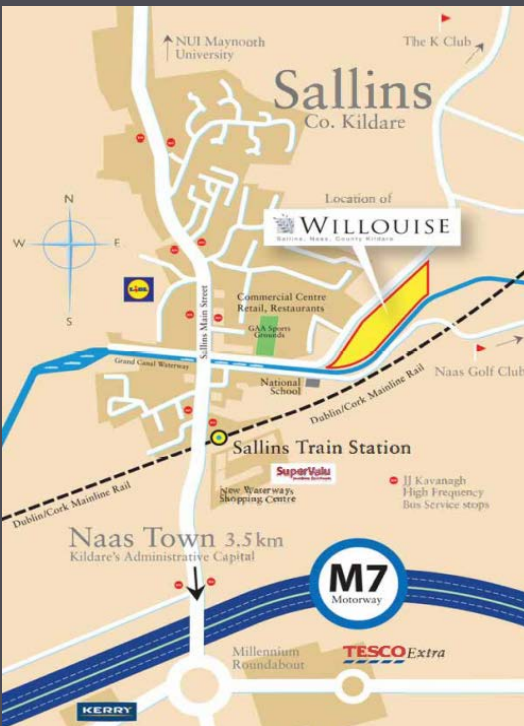 NUI Maynooth
University
The K Club
Sallins
Co. Kildare
Location of
WILLOUISE
Sallins, Naas, County Kildare
N
W
E
S
LIDL
Sallins Main Street
Commercial Centre
Retail, Restaurants
GAA Sports
Grounds
Grand Canal Waterway
National
School
Dublin/Cork Mainline Rail
Naas Golf Club
Sallins Train Station
SuperValu
New Waterways
Shopping Centre
JJ Kavanagh
High Frequency
Bus Service stops
Dublin/Cork Mainline Rail
Naas Town 3.5km
Kildare's Administrative Capital
M7
Motorway
Millennium
Roundabout
TESCO Extra
KERRY